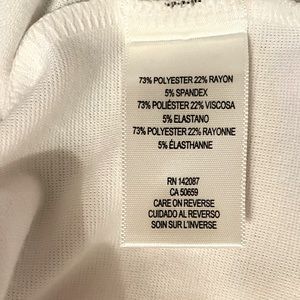 73% POLYESTER 22% RAYON
5% SPANDEX
73% POLIÉSTER 22% VISCOSA
5% ELASTANO
73% POLYESTER 22% RAYONNE
5% ÉLASTHANNE
RN 142087
CA 50659
CARE ON REVERSE
CUIDADO AL REVERSO
SOIN SUR L'INVERSE